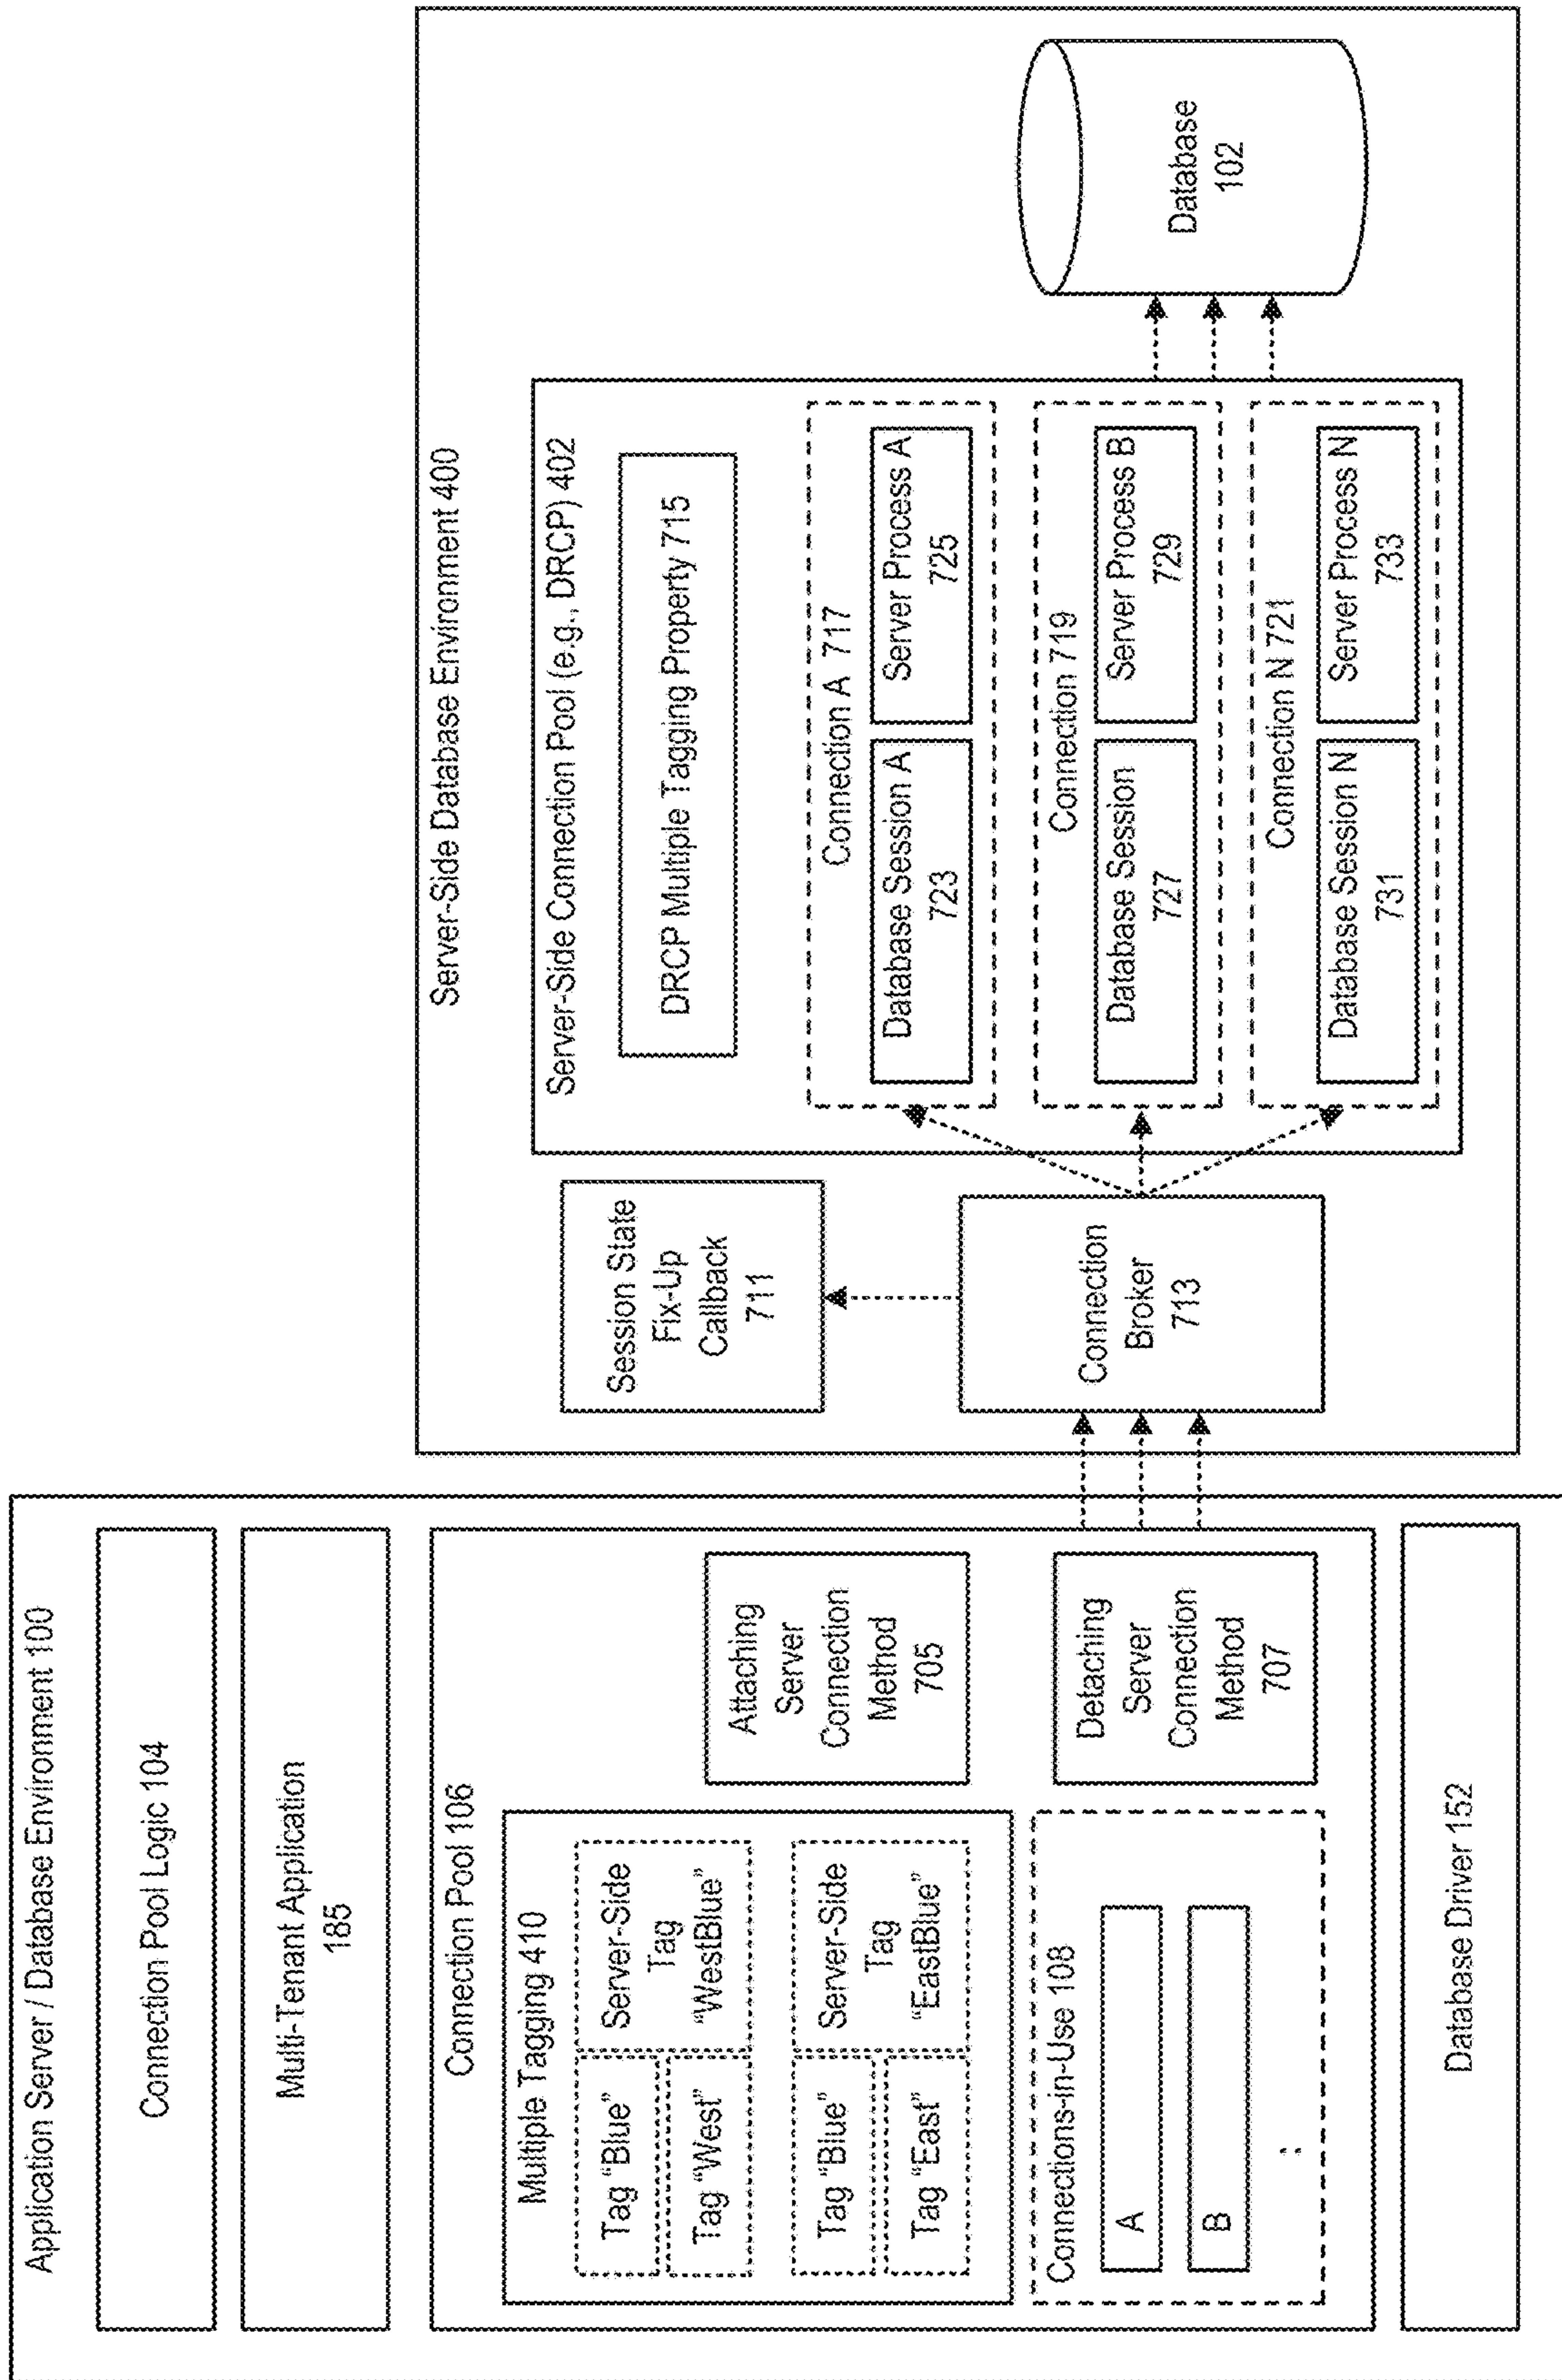 Application Server / Database Environment 100
Connection Pool Logic 104
Multi-Tenant Application
185
Connection Pool 106
Multiple Tagging 410
Tag "Blue"
Tag "West"
Server-Side
Tag
"WestBlue"
Tag "Blue"
Tag "East"
Server-Side
Tag
"EastBlue"
Connections-in-Use 108
A
B
:
Attaching
Server
Connection
Method
705
Detaching
Server
Connection
Method
707
Database Driver 152
Server-Side Database Environment 400
Session State
Fix-Up
Callback
711
Connection
Broker
713
Server-Side Connection Pool (e.g., DRCP) 402
DRCP Multiple Tagging Property 715
Connection A 717
Database Session A
723
Server Process A
725
Connection 719
Database Session
727
Server Process B
729
Connection N 721
Database Session N
731
Server Process N
733
Database
102